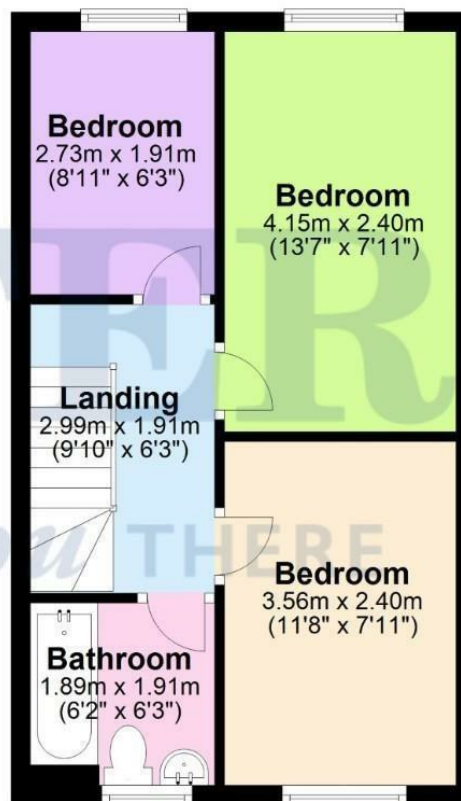 Bedroom
2.73m x 1.91m
(8'11" x 6'3")
Bedroom
4.15m x 2.40m
(13'7" x 7'11")
Landing
2.99m x 1.91m
(9'10" x 6'3")
THERE
Bedroom
3.56m x 2.40m
(11'8" x 7'11")
Bathroom
1.89m x 1.91m
(6'2" x 6'3")